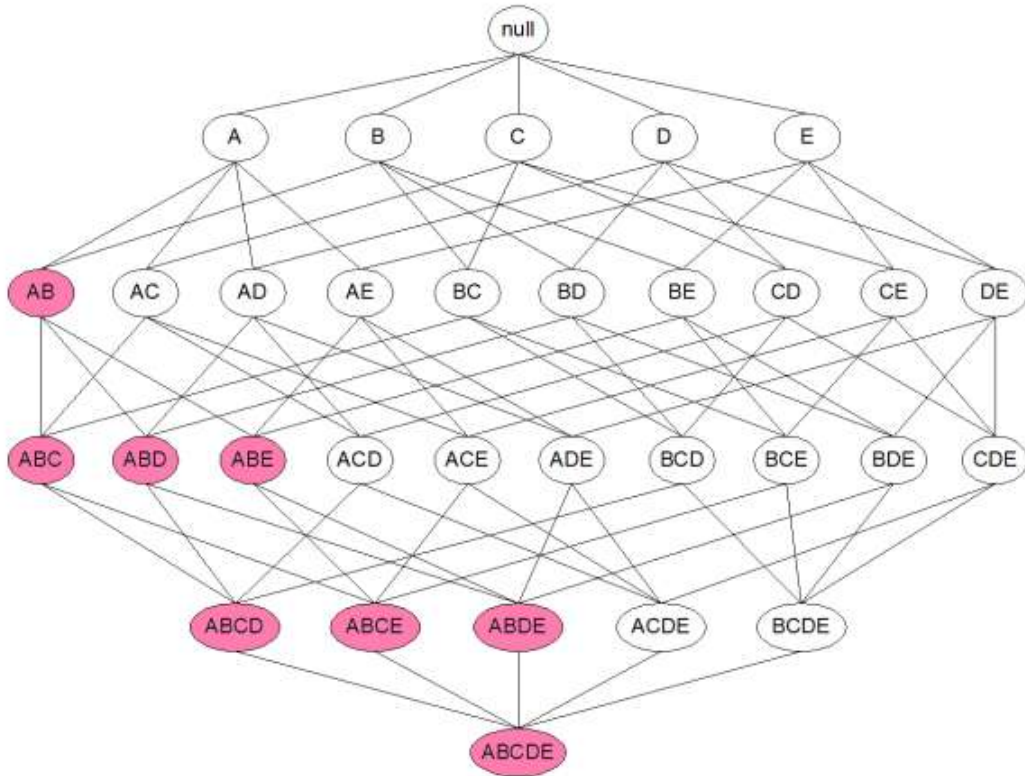 null
A B C D E
AB AC AD AE BC BD BE CD CE DE
ABC ABD ABE ACD ACE ADE BCD BCE BDE CDE
ABCD ABCE ABDE ACDE BCDE
ABCDE